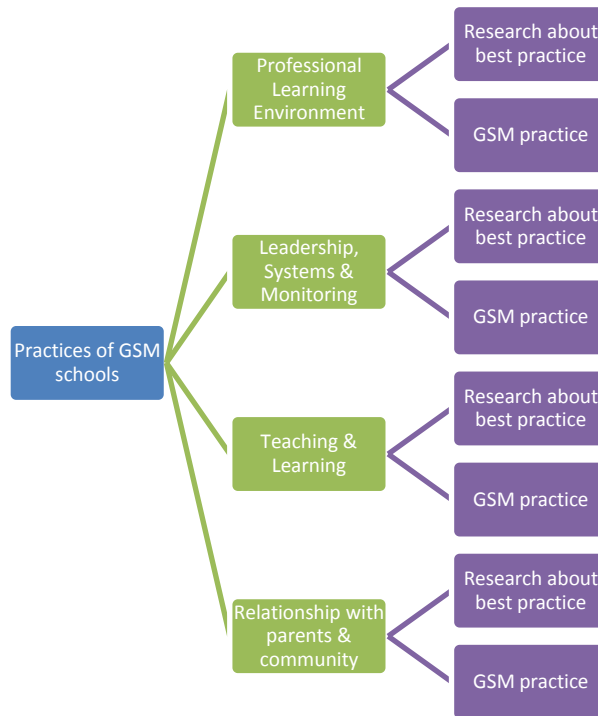 Practices of GSM
schools
Professional
Learning
Environment
Research about
best practice
GSM practice
Leadership,
Systems &
Monitoring
Research about
best practice
GSM practice
Teaching &
Learning
Research about
best practice
GSM practice
Relationship with
parents &
community
Research about
best practice
GSM practice